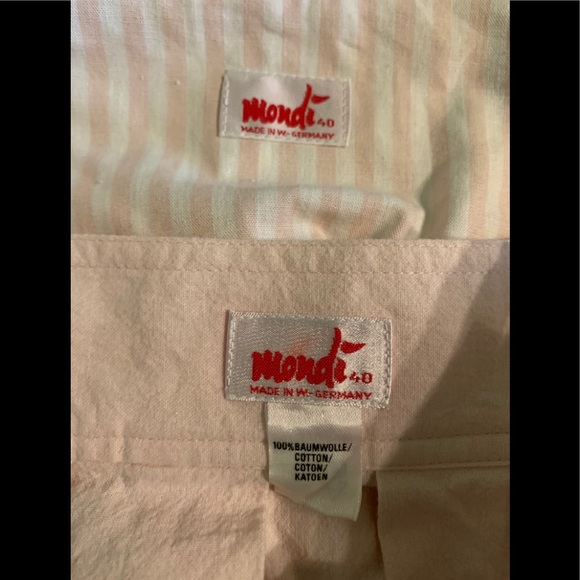 mondi 40
MADE IN W.-GERMANY
mondi 40
MADE IN W.-GERMANY
100%BAUMWOLLE/
COTTON/
COTON/
KATOEN